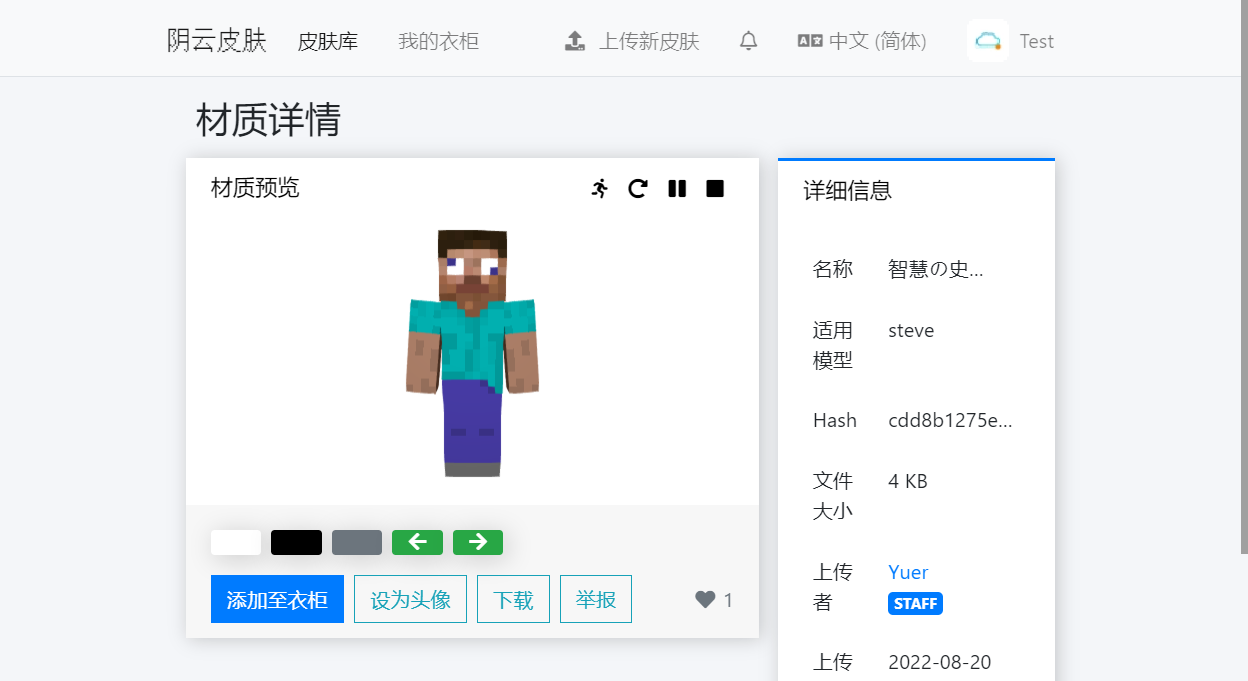 阴云皮肤 皮肤库 我的衣柜 上传新皮肤 中文 (简体) Test
材质详情
材质预览
添加至衣柜 设为头像 下载 举报 1
详细信息
名称 智慧の史...
适用模型 steve
Hash cdd8b1275e...
文件大小 4 KB
上传者 Yuer
STAFF
上传 2022-08-20